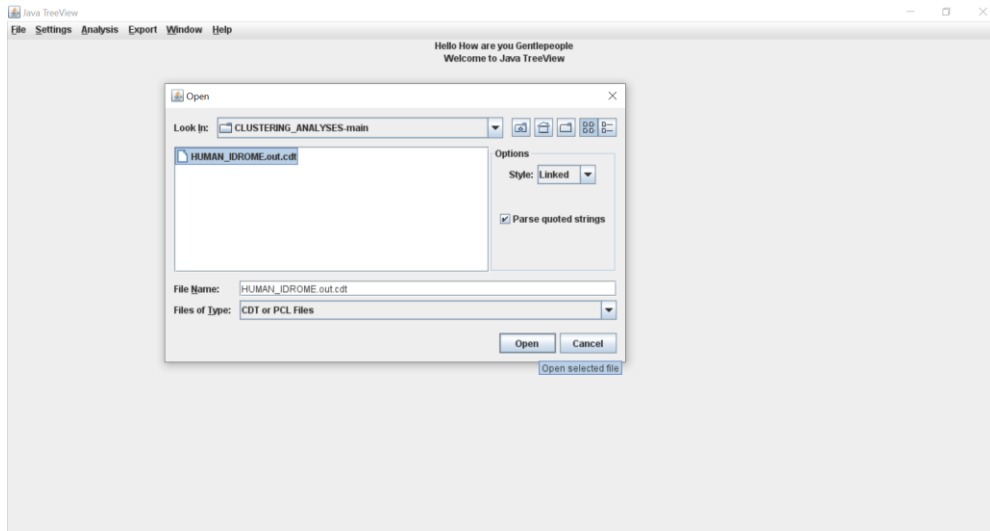 Java TreeView
File Settings Analysis Export Window Help
Hello How are you Gentlepeople
Welcome to Java TreeView
Open
Look In: CLUSTERING_ANALYSES-main
HUMAN_IDROME.out.cdt
Options
Style: Linked
Parse quoted strings
File Name: HUMAN_IDROME.out.cdt
Files of Type: CDT or PCL Files
Open Cancel
Open selected file